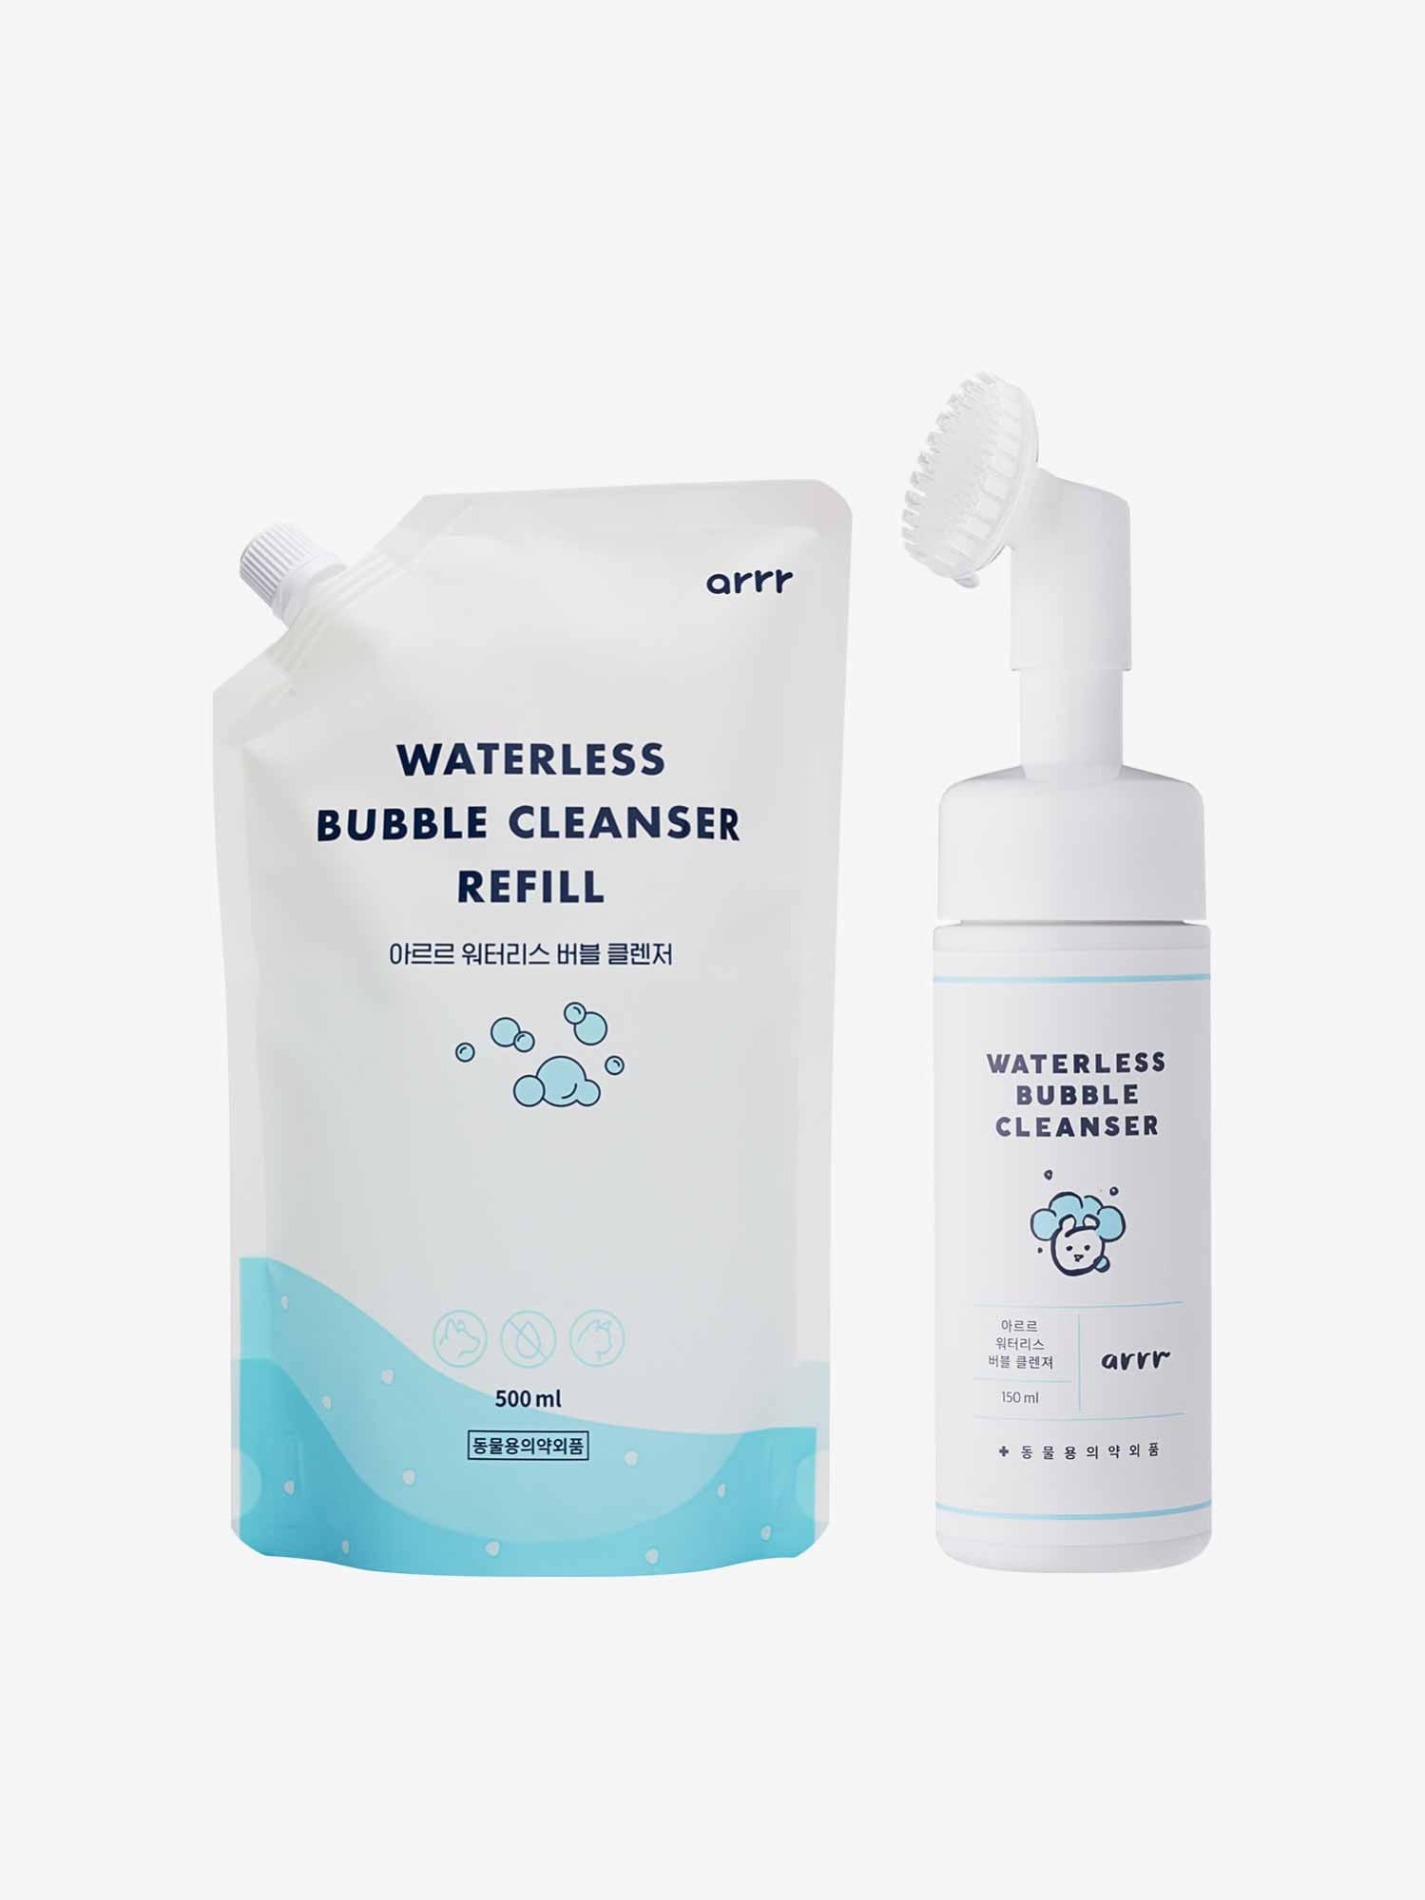 arrr
WATERLESS
BUBBLE CLEANSER
REFILL
아르르 워터리스 버블 클렌저
500 ml
동물용의약외품
WATERLESS
BUBBLE
CLEANSER
아르르
워터리스
버블 클렌져
150 ml
arrr
동물용의약외품